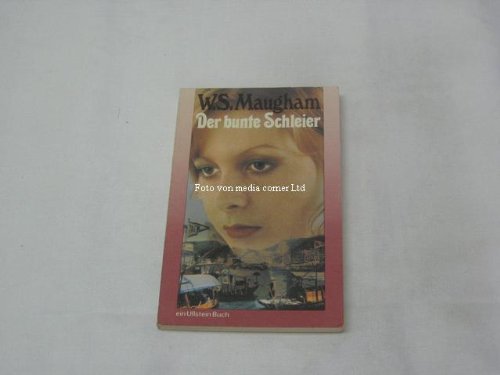 W.S. Maugham
Der bunte Schleier
Foto von media corner Ltd
ein Ullstein Buch